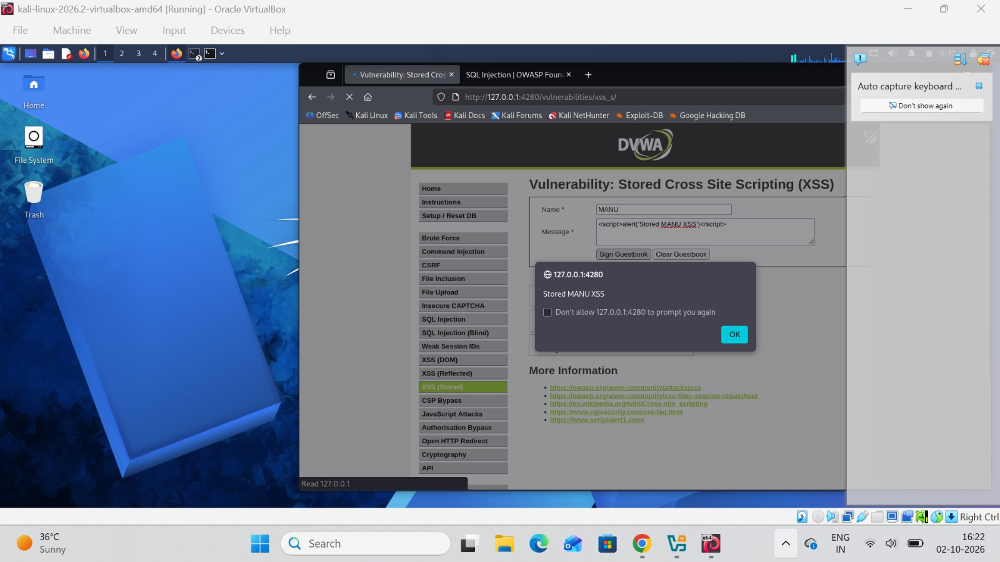 kali-linux-2026.2-virtualbox-amd64 [Running] - Oracle VirtualBox
File Machine View Input Devices Help
1 2 3 4
2
Vulnerability: Stored Cros
SQL Injection | OWASP Foun
http://127.0.0.1:4280/vulnerabilities/xss_s/
OffSec Kali Linux Kali Tools Kali Docs Kali Forums Kali NetHunter Exploit-DB Google Hacking DB
Auto capture keyboard ...
Don't show again
Home
File System
Trash
DVWA
Home
Instructions
Setup / Reset DB
Brute Force
Command Injection
CSRF
File Inclusion
File Upload
Insecure CAPTCHA
SQL Injection
SQL Injection (Blind)
Weak Session IDs
XSS (DOM)
XSS (Reflected)
XSS (Stored)
CSP Bypass
JavaScript Attacks
Authorisation Bypass
Open HTTP Redirect
Cryptography
API
Vulnerability: Stored Cross Site Scripting (XSS)
Name * MANU
Message * <script>alert('Stored MANU XSS')</script>
Sign Guestbook Clear Guestbook
127.0.0.1:4280
Stored MANU XSS
Don't allow 127.0.0.1:4280 to prompt you again
OK
More Information
https://owasp.org/www-community/attacks/xss
https://owasp.org/www-community/xss-filter-evasion-cheatsheet
https://en.wikipedia.org/wiki/Cross-site_scripting
https://www.cgisecurity.com/xss-faq.html
https://www.scriptalert1.com/
Read 127.0.0.1
Right Ctrl
36°C
Sunny
Search
x64
ENG
IN
16:22
02-10-2026